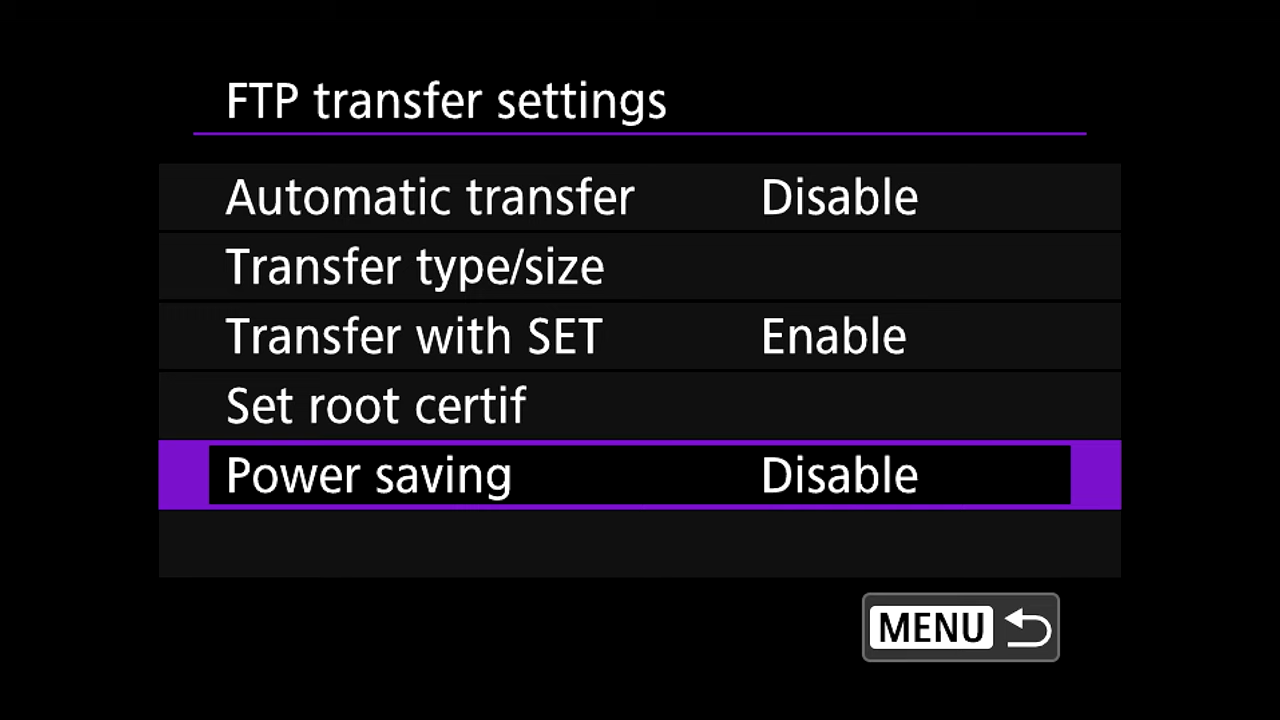 FTP transfer settings
Automatic transfer Disable
Transfer type/size
Transfer with SET Enable
Set root certif
Power saving Disable
MENU